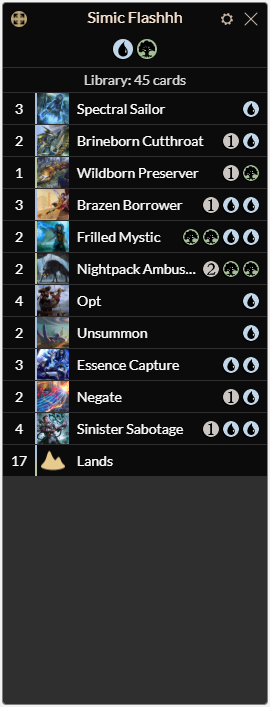 Simic Flashhh
Library: 45 cards
3 Spectral Sailor
2 Brineborn Cutthroat 1
1 Wildborn Preserver 1
3 Brazen Borrower 1
2 Frilled Mystic
2 Nightpack Ambus... 2
4 Opt
2 Unsummon
3 Essence Capture
2 Negate 1
4 Sinister Sabotage 1
17 Lands